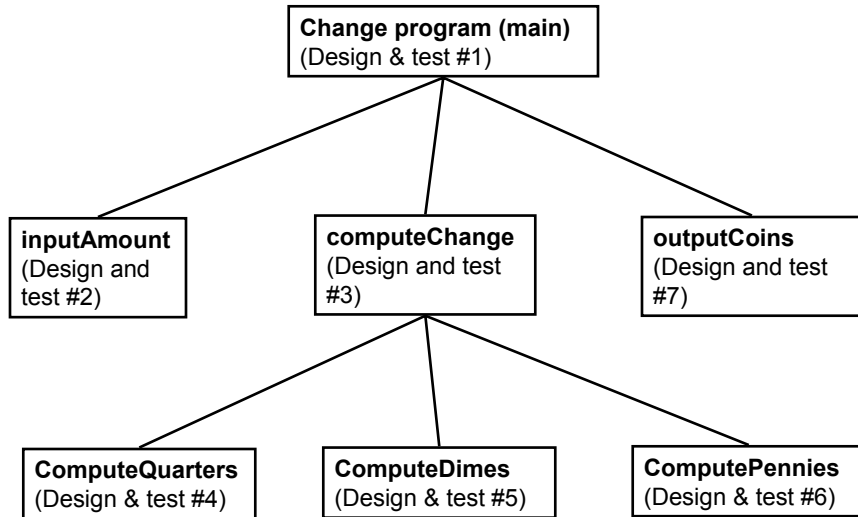 Change program (main)
(Design & test #1)
inputAmount
(Design and
test #2)
computeChange
(Design and test
#3)
outputCoins
(Design and test
#7)
ComputeQuarters
(Design & test #4)
ComputeDimes
(Design & test #5)
ComputePennies
(Design & test #6)